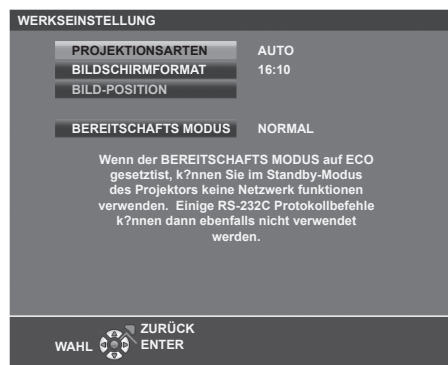 WERKSEINSTELLUNG
PROJEKTIONSARTEN AUTO
BILDSCHIRMFORMAT 16:10
BILD-POSITION
BEREITSCHAFTS MODUS NORMAL
Wenn der BEREITSCHAFTS MODUS auf ECO
gesetztist, k?nnen Sie im Standby-Modus
des Projektors keine Netzwerk funktionen
verwenden. Einige RS-232C Protokollbefehle
k?nnen dann ebenfalls nicht verwendet
werden.
ZURÜCK
WAHL ENTER